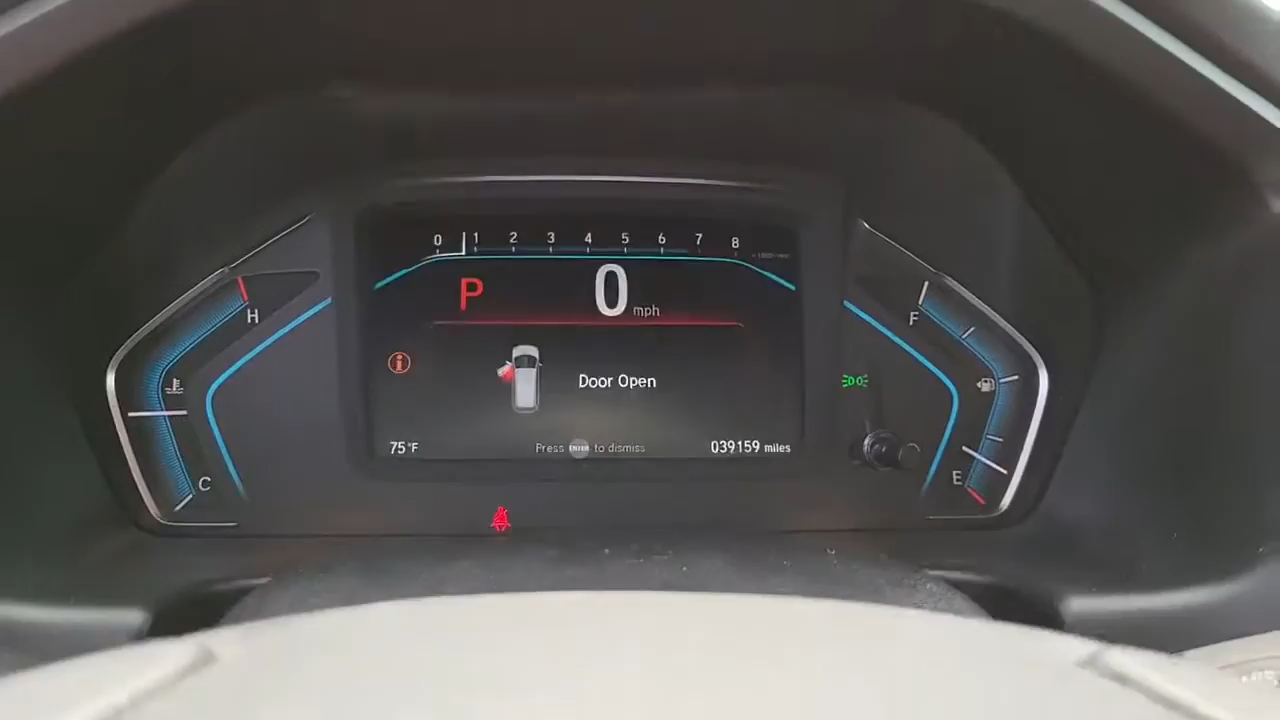 0 1 2 3 4 5 6 7 8
P 0 mph
H
F
Door Open
75°F Press ENTER to dismiss 039159 miles
C
E